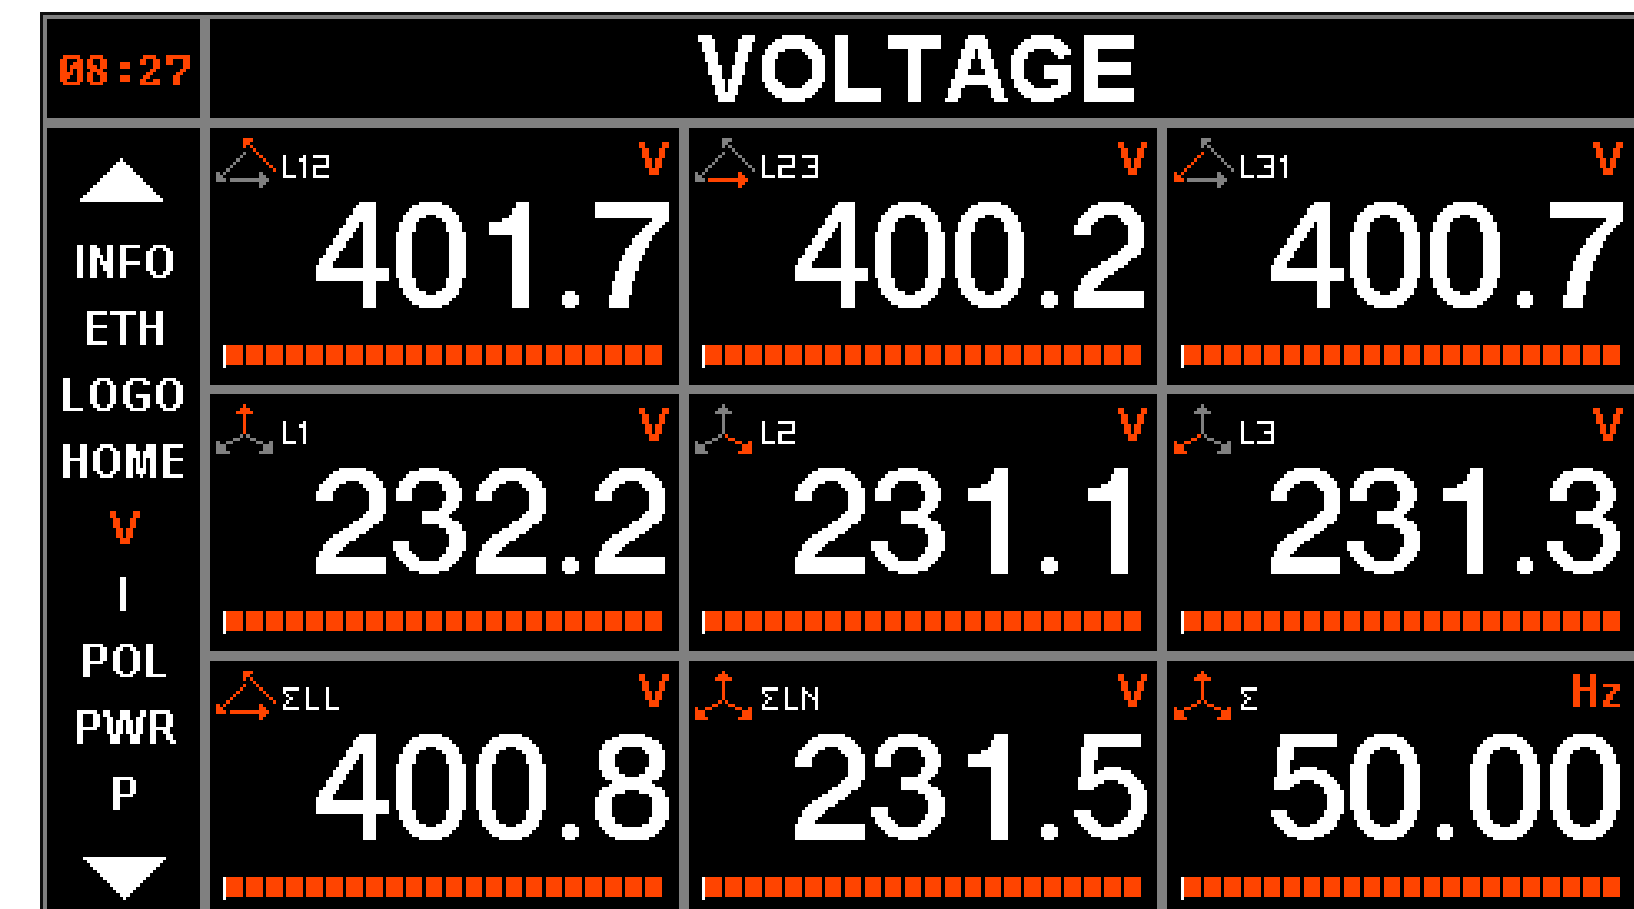 08:27
VOLTAGE
INFO
ETH
LOGO
HOME
V
I
POL
PWR
P
L12 V
401.7
L23 V
400.2
L31 V
400.7
L1 V
232.2
L2 V
231.1
L3 V
231.3
ΣLL V
400.8
ΣLN V
231.5
Σ Hz
50.00